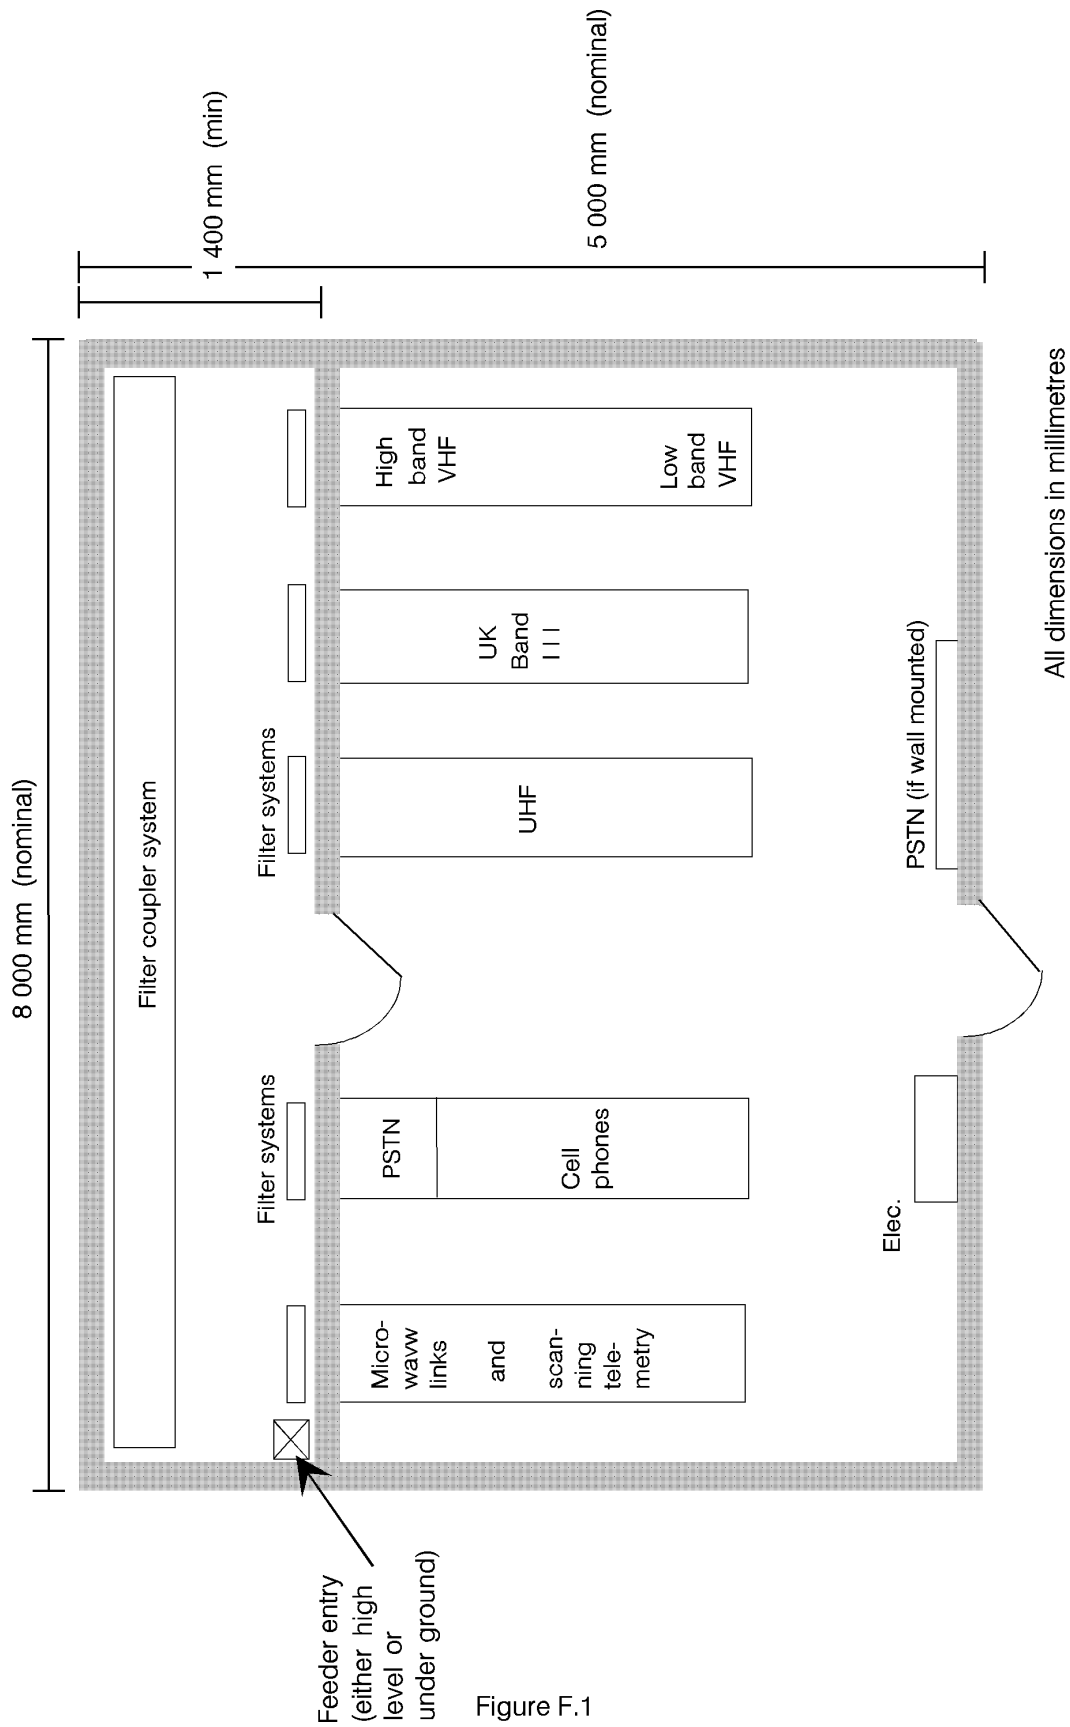 8 000 mm (nominal)
1 400 mm (min)
5 000 mm (nominal)
Filter coupler system
Filter systems
Filter systems
High
band
VHF
Low
band
VHF
UK
Band
I I I
UHF
PSTN
Cell
phones
Micro-
wavw
links
and
scan-
ning
tele-
metry
PSTN (if wall mounted)
Elec.
Feeder entry
(either high
level or
under ground)
All dimensions in millimetres
Figure F.1